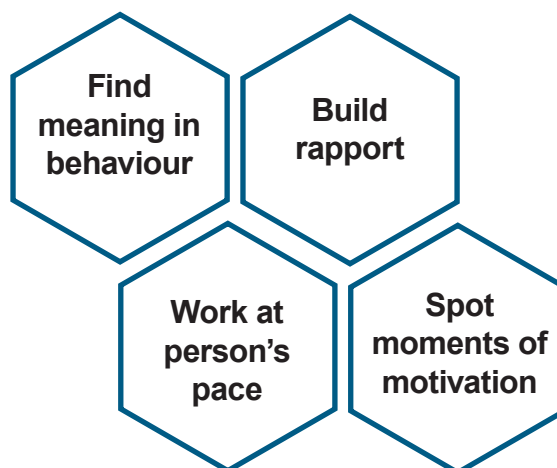 Find
meaning in
behaviour
Build
rapport
Work at
person's
pace
Spot
moments of
motivation